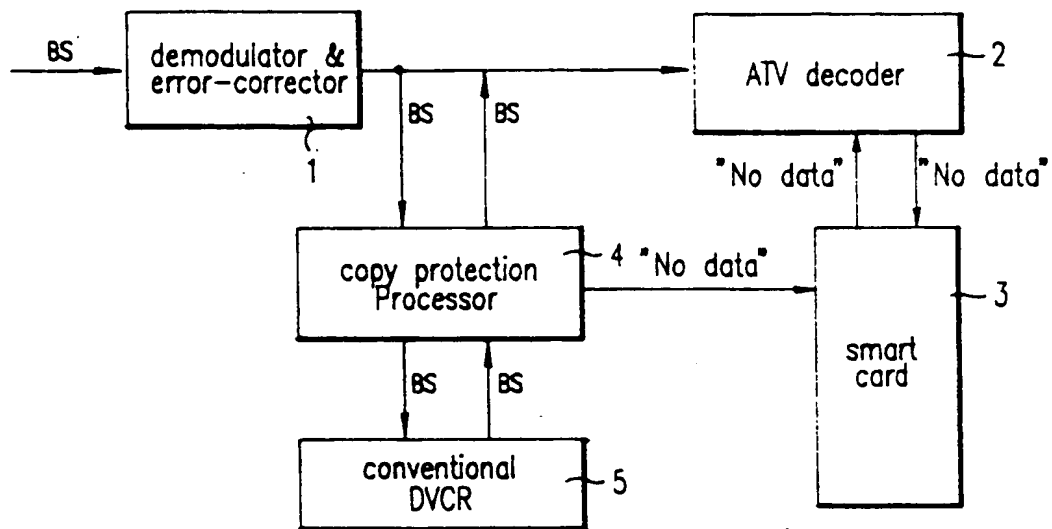 BS
demodulator &
error-corrector
1
ATV decoder
2
BS
BS
"No data"
"No data"
copy protection
Processor
4
"No data"
smart
card
3
BS
BS
conventional
DVCR
5